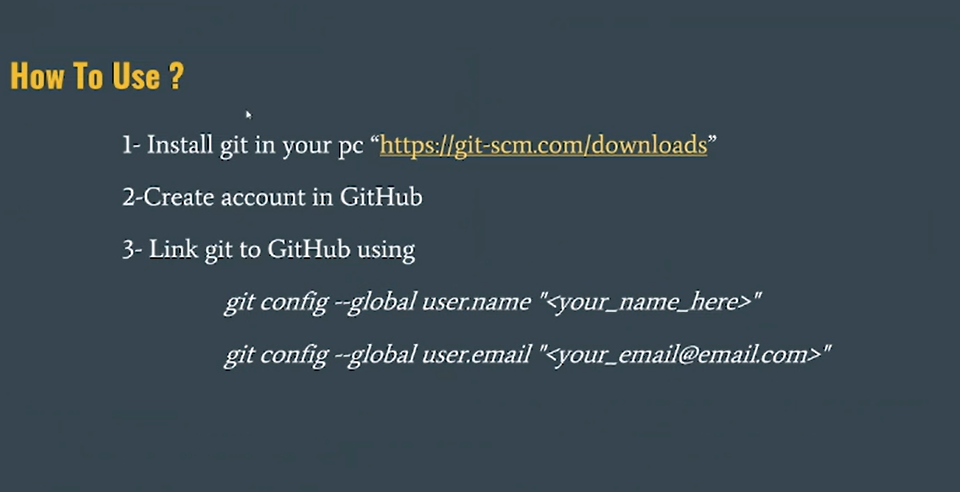 How To Use ?
1- Install git in your pc “https://git-scm.com/downloads”
2-Create account in GitHub
3- Link git to GitHub using
git config --global user.name "<your_name_here>"
git config --global user.email "<your_email@email.com>"